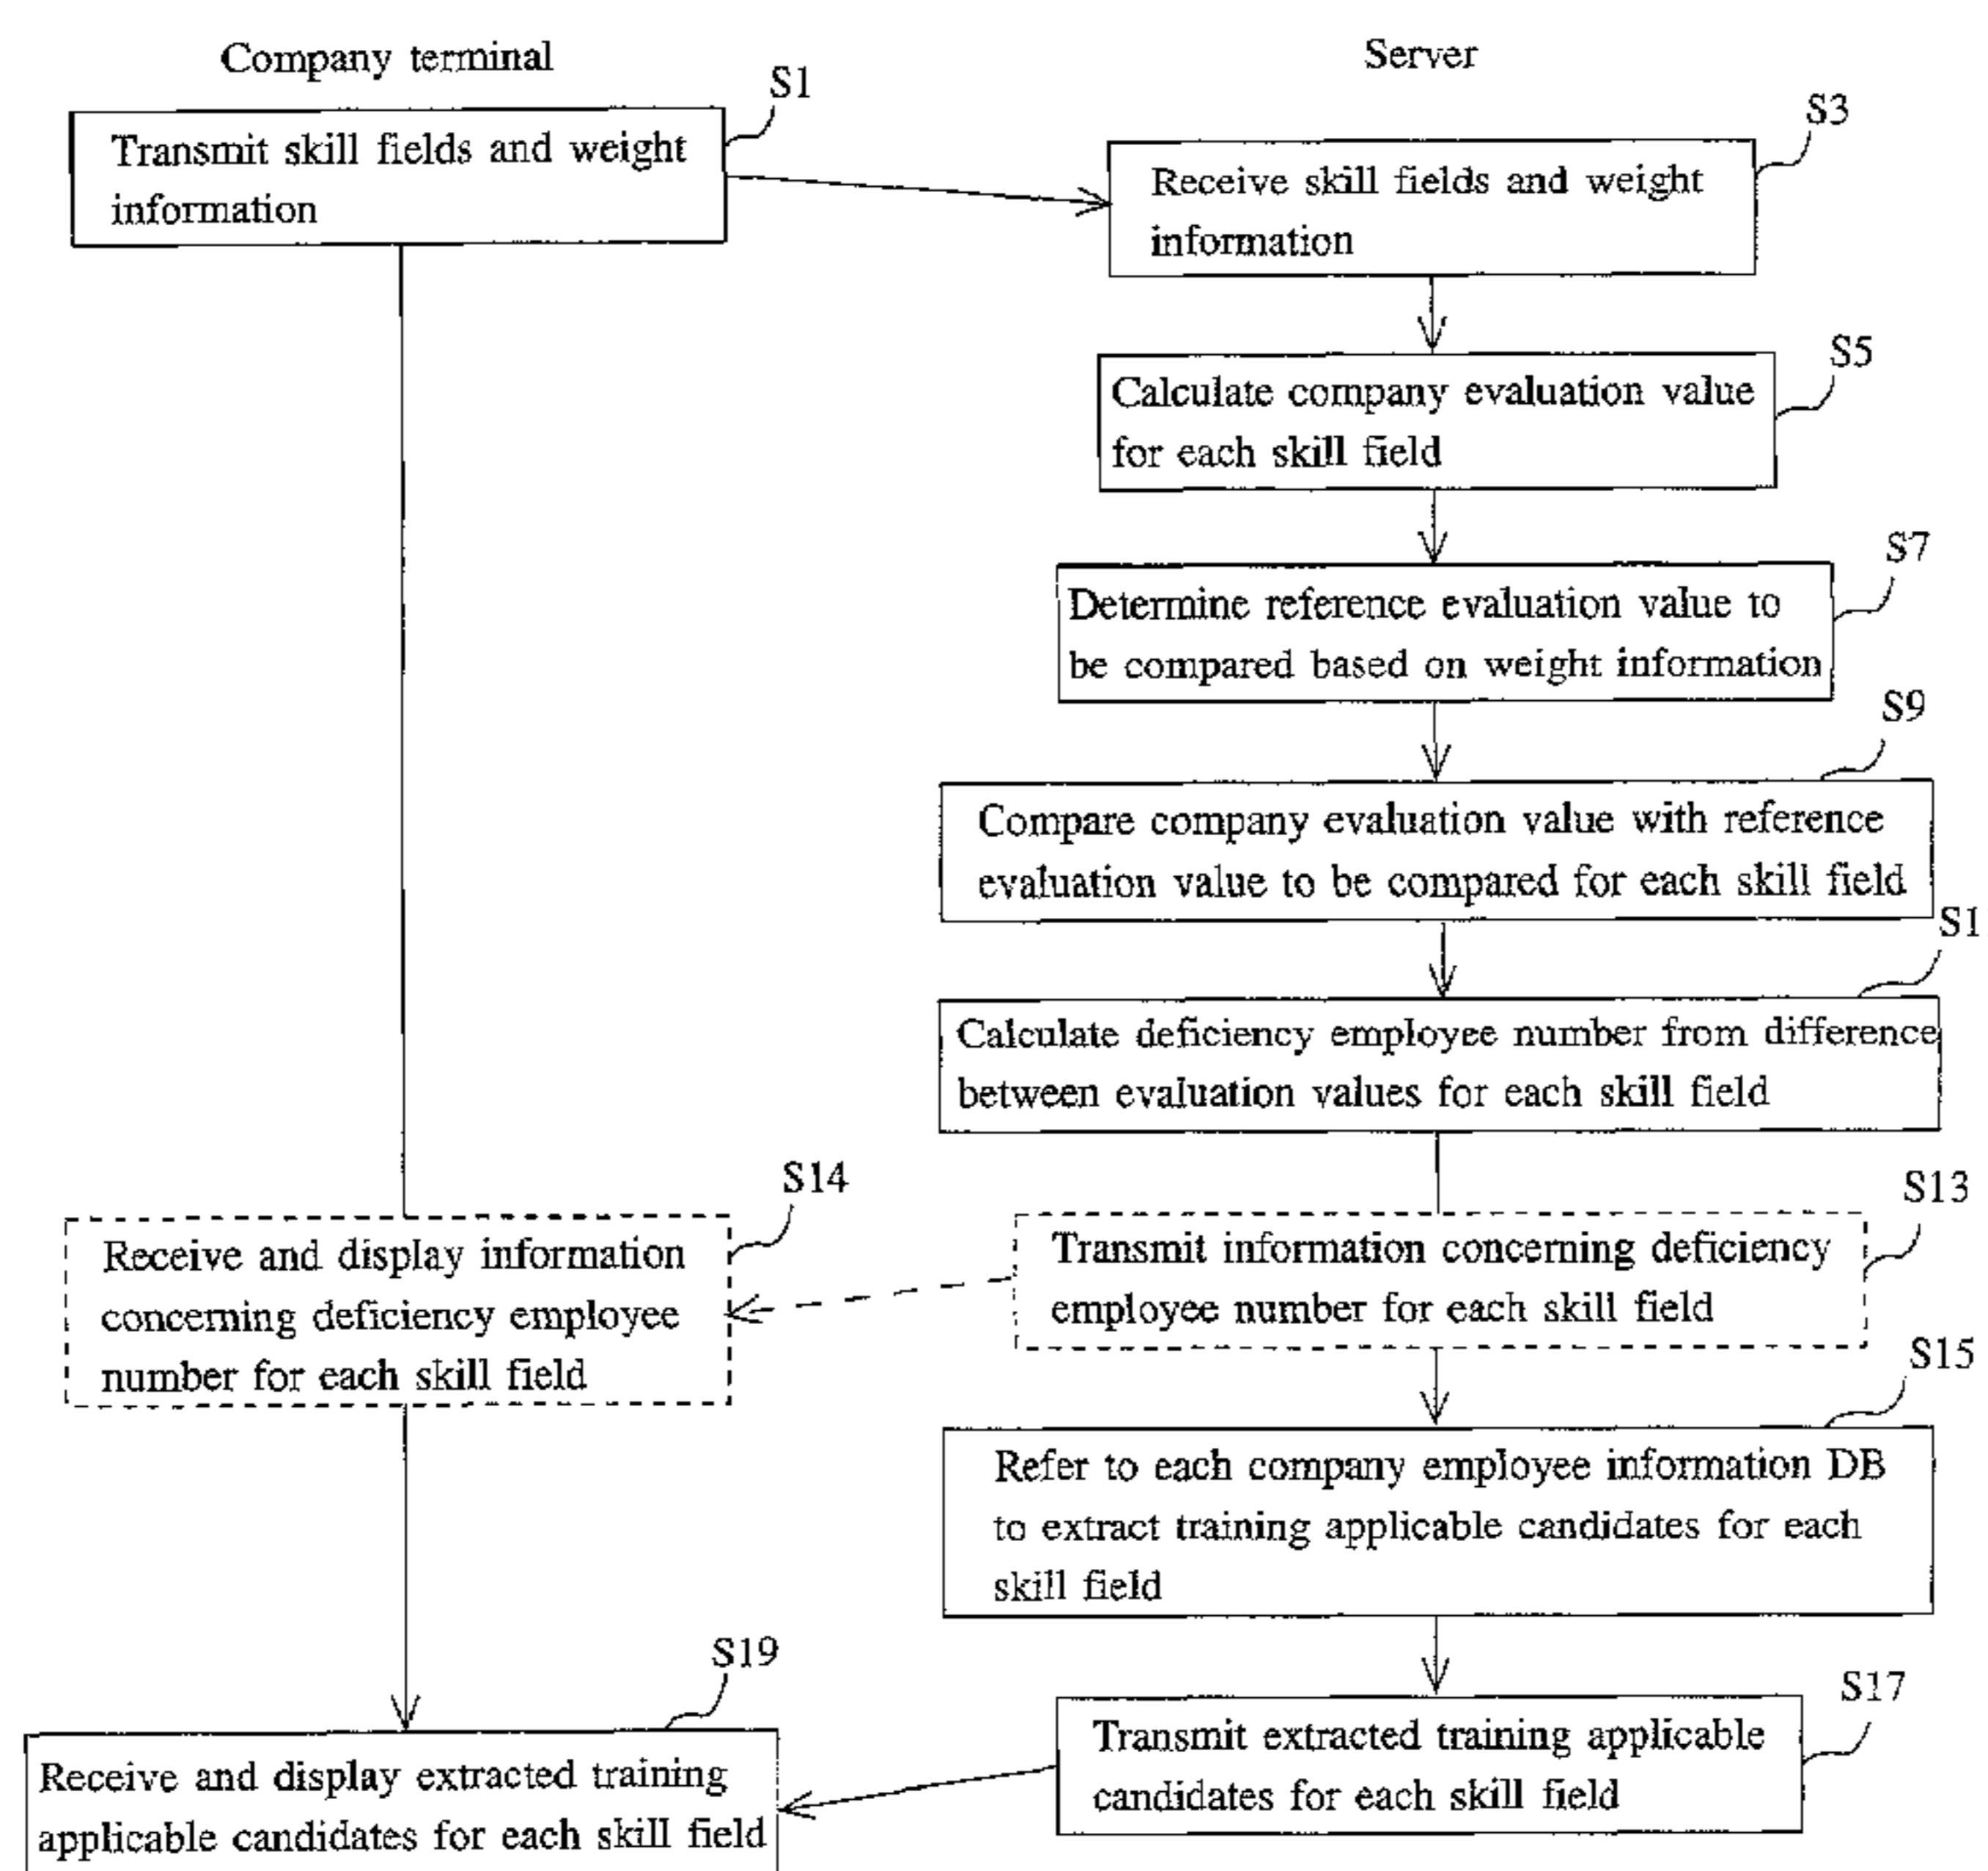 Company terminal
Server
S1
Transmit skill fields and weight
information
S3
Receive skill fields and weight
information
S5
Calculate company evaluation value
for each skill field
S7
Determine reference evaluation value to
be compared based on weight information
S9
Compare company evaluation value with reference
evaluation value to be compared for each skill field
S1
Calculate deficiency employee number from difference
between evaluation values for each skill field
S14
Receive and display information
concerning deficiency employee
number for each skill field
S13
Transmit information concerning deficiency
employee number for each skill field
S15
Refer to each company employee information DB
to extract training applicable candidates for each
skill field
S17
Transmit extracted training applicable
candidates for each skill field
S19
Receive and display extracted training
applicable candidates for each skill field